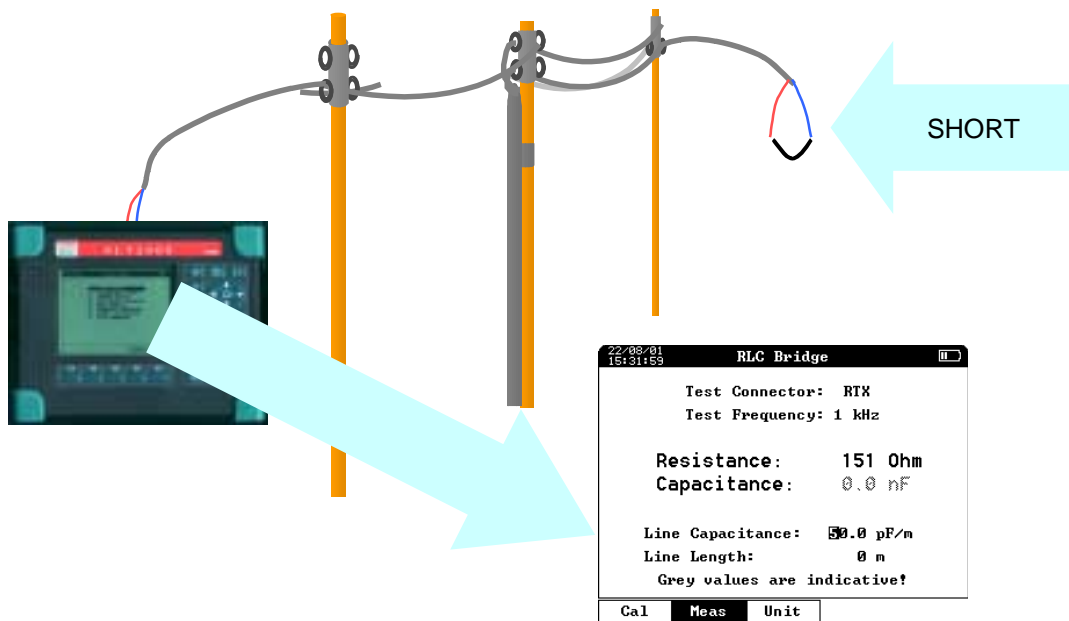 SHORT
22/08/01
15:31:59
RLC Bridge
Test Connector: RTX
Test Frequency: 1 kHz
Resistance: 151 Ohm
Capacitance: 0.0 nF
Line Capacitance: 50.0 pF/m
Line Length: 0 m
Grey values are indicative!
Cal Meas Unit